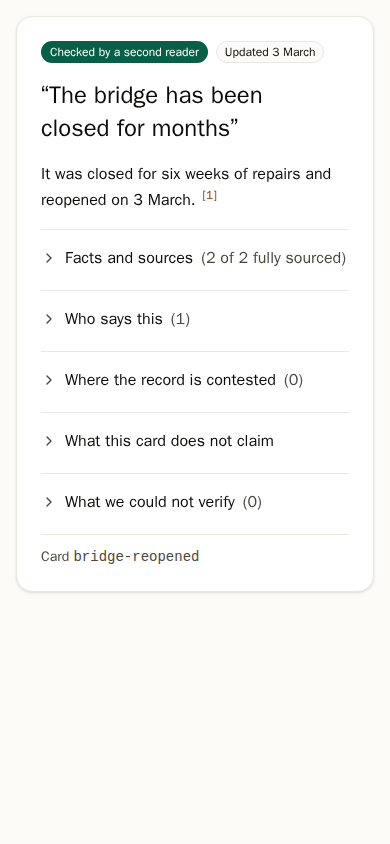 Checked by a second reader
Updated 3 March
“The bridge has been
closed for months”
It was closed for six weeks of repairs and
reopened on 3 March. [1]
Facts and sources (2 of 2 fully sourced)
Who says this (1)
Where the record is contested (0)
What this card does not claim
What we could not verify (0)
Card bridge-reopened